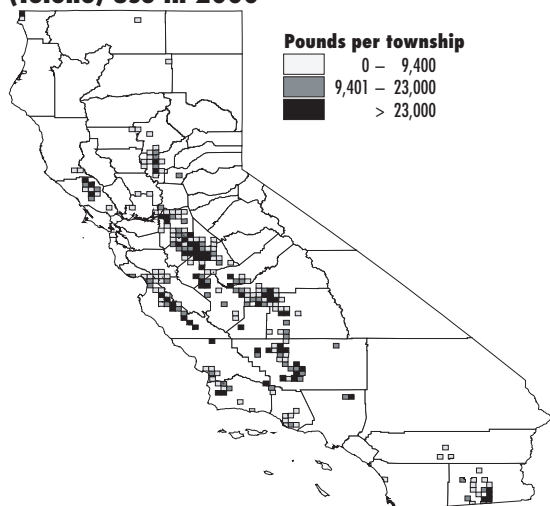 Pounds per township
0 – 9,400
9,401 – 23,000
> 23,000